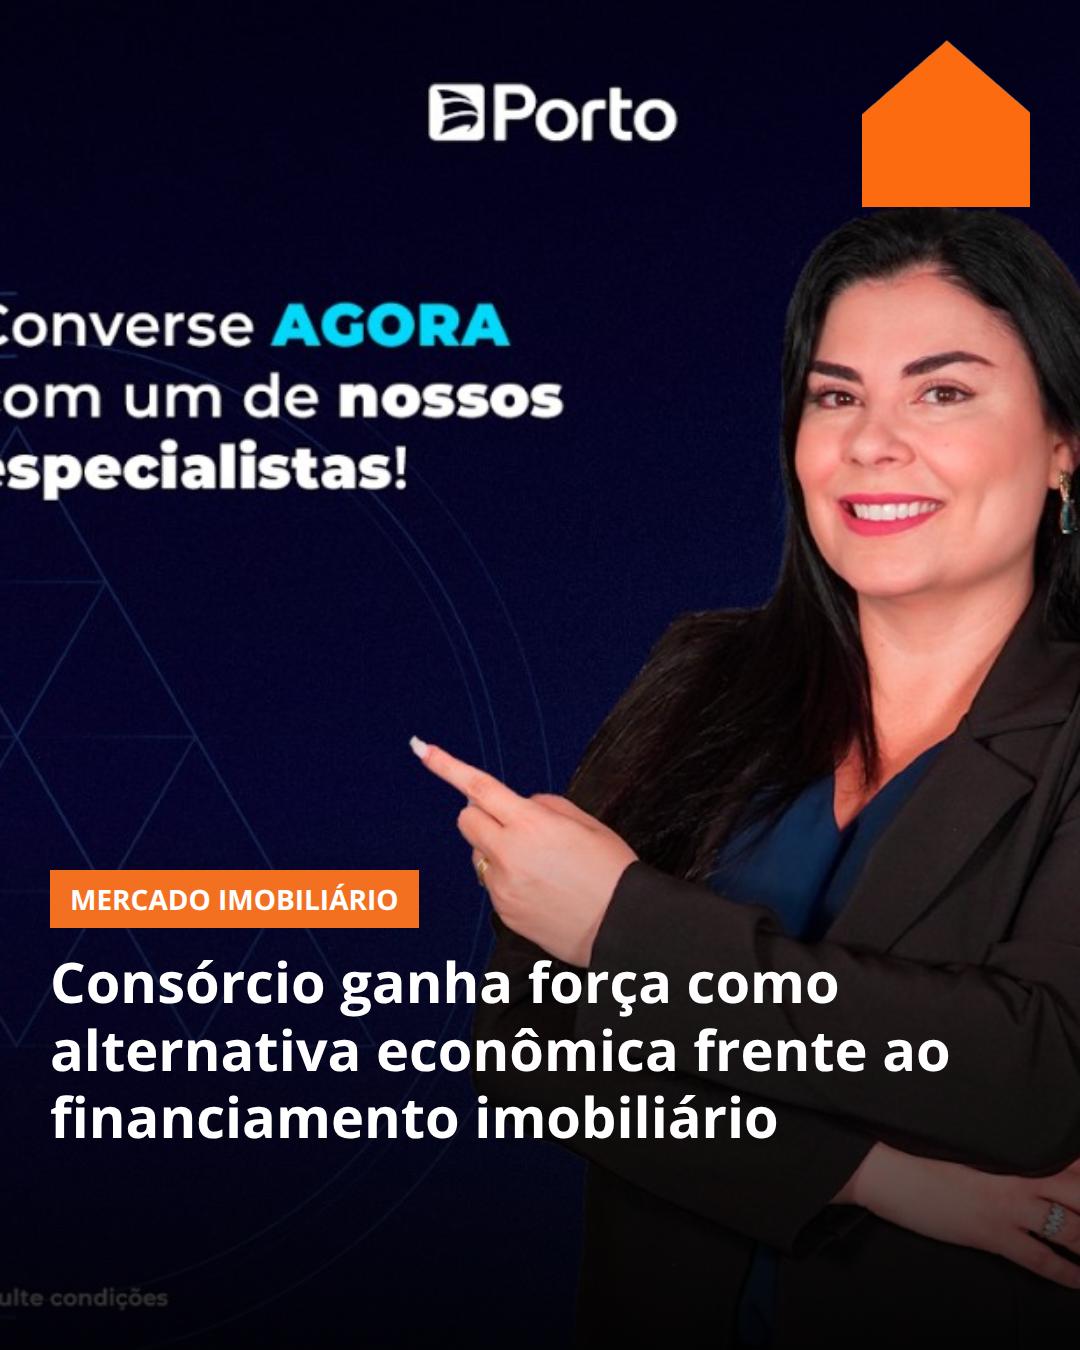 Porto
Converse AGORA
com um de nossos
especialistas!
MERCADO IMOBILIÁRIO
Consórcio ganha força como
alternativa econômica frente ao
financiamento imobiliário
ulte condições